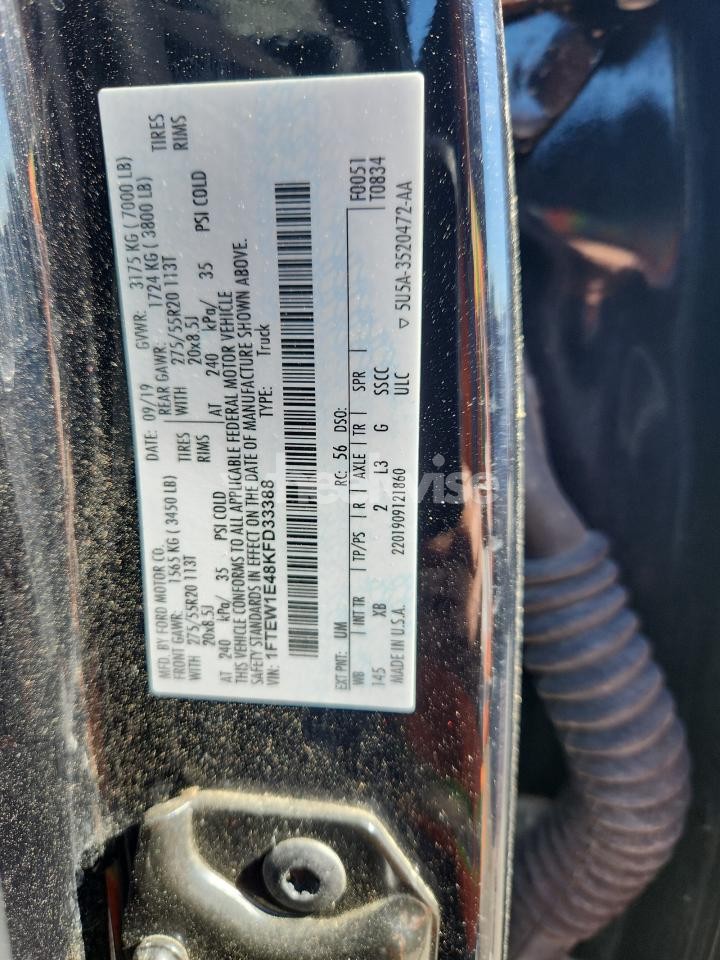 MFD. BY FORD MOTOR CO.
DATE: 09/19 GVWR: 3175 KG ( 7000 LB)
FRONT GAWR: 1565 KG ( 3450 LB) REAR GAWR: 1724 KG ( 3800 LB)
WITH 275/55R20 113T TIRES WITH 275/55R20 113T TIRES
20x8.5J RIMS 20x8.5J RIMS
AT 240 kPa/ 35 PSI COLD AT 240 kPa/ 35 PSI COLD
THIS VEHICLE CONFORMS TO ALL APPLICABLE FEDERAL MOTOR VEHICLE
SAFETY STANDARDS IN EFFECT ON THE DATE OF MANUFACTURE SHOWN ABOVE.
VIN: 1FTEW1E48KFD33388 TYPE: Truck
F0051
T0834
EXT PNT: UM RC: 56 DSO:
WB INT TR TP/PS R AXLE TR SPR
145 XB 2 L3 G SSCC
MADE IN U.S.A. 2201909121860 ULC ▽ 5U5A-3520472-AA